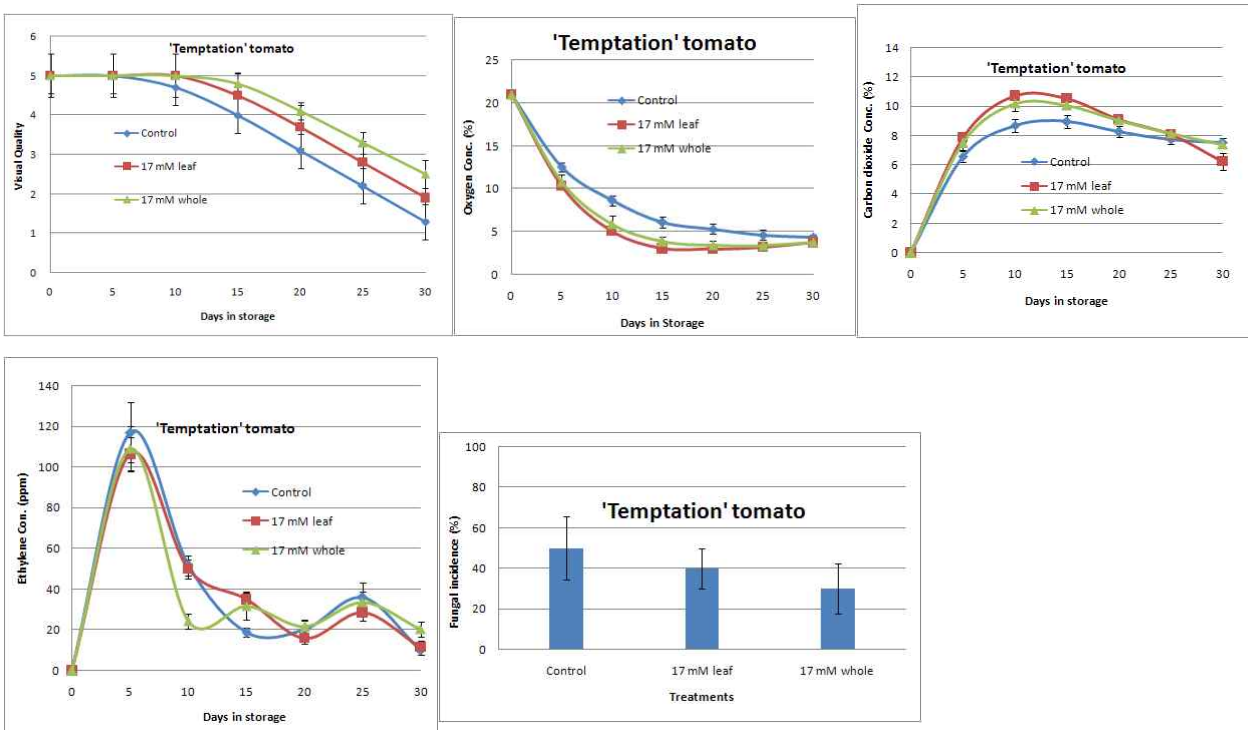 'Temptation' tomato
Visual Quality
6
5
4
3
2
1
0
Control
17 mM leaf
17 mM whole
0 5 10 15 20 25 30
Days in storage
'Temptation' tomato
Oxygen Conc. (%)
25
20
15
10
5
0
Control
17 mM leaf
17 mM whole
0 5 10 15 20 25 30
Days in Storage
'Temptation' tomato
Carbon dioxide Conc. (%)
14
12
10
8
6
4
2
0
Control
17 mM leaf
17 mM whole
0 5 10 15 20 25 30
Days in storage
'Temptation' tomato
Ethylene Con. (ppm)
140
120
100
80
60
40
20
0
Control
17 mM leaf
17 mM whole
0 5 10 15 20 25 30
Days in storage
'Temptation' tomato
Fungal incidence (%)
100
80
60
40
20
0
Control 17 mM leaf 17 mM whole
Treatments